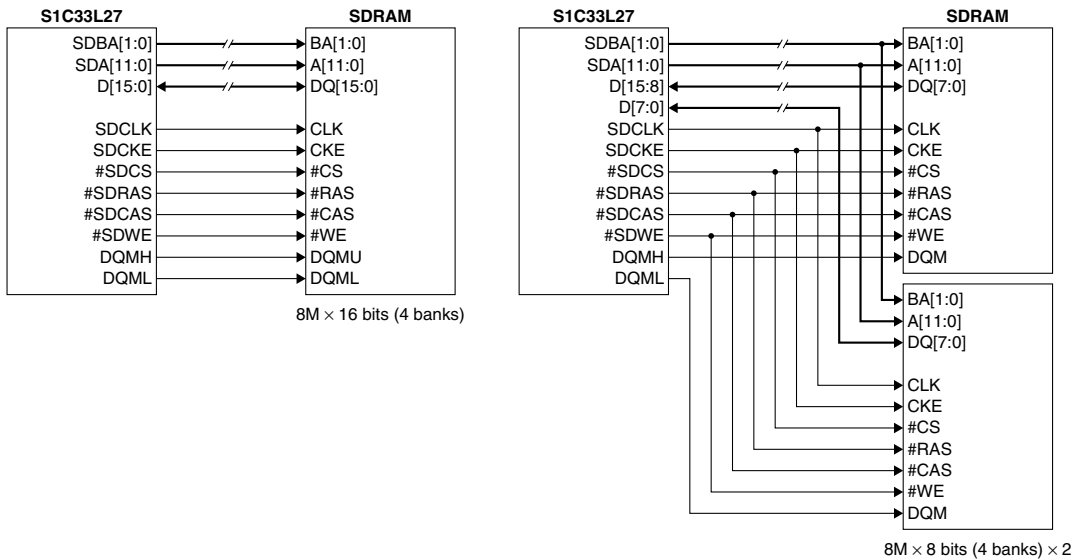 S1C33L27
SDRAM
SDBA[1:0]
SDA[11:0]
D[15:0]
SDCLK
SDCKE
#SDCS
#SDRAS
#SDCAS
#SDWE
DQMH
DQML
BA[1:0]
A[11:0]
DQ[15:0]
CLK
CKE
#CS
#RAS
#CAS
#WE
DQMU
DQML
8M × 16 bits (4 banks)
S1C33L27
SDRAM
SDBA[1:0]
SDA[11:0]
D[15:8]
D[7:0]
SDCLK
SDCKE
#SDCS
#SDRAS
#SDCAS
#SDWE
DQMH
DQML
BA[1:0]
A[11:0]
DQ[7:0]
CLK
CKE
#CS
#RAS
#CAS
#WE
DQM
BA[1:0]
A[11:0]
DQ[7:0]
CLK
CKE
#CS
#RAS
#CAS
#WE
DQM
8M × 8 bits (4 banks) × 2